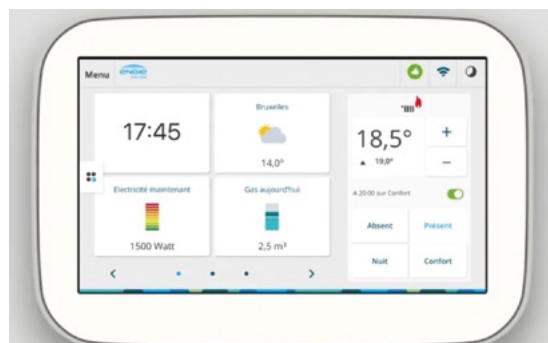 Menu
ENGIE
17:45
Bruxelles
14,0°
Electricité maintenant
1500 Watt
Gas aujourd'hui
2,5 m³
18,5°
+
▲ 19,0°
−
A 20:00 sur Confort
Absent
Présent
Nuit
Confort